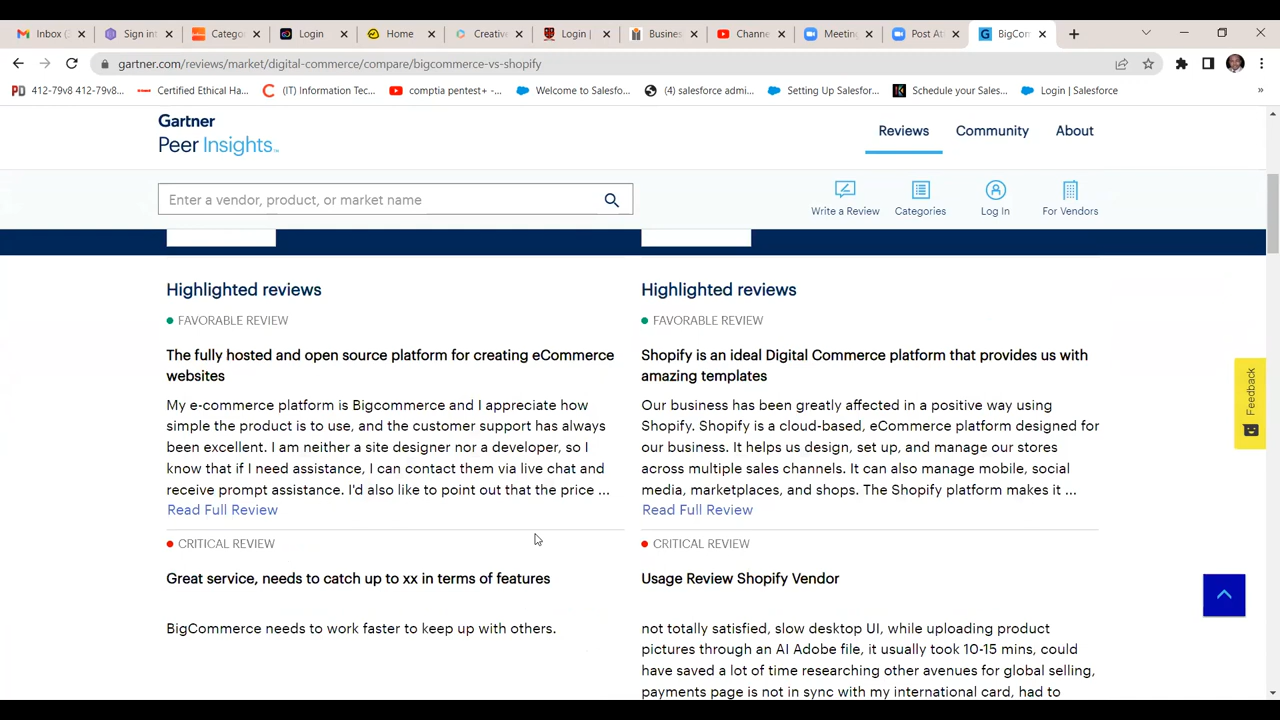 Inbox (
Sign in
Catego
Login
Home
Creative
Login |
Busines
Channe
Meeting
Post At
BigCom
gartner.com/reviews/market/digital-commerce/compare/bigcommerce-vs-shopify
412-79v8 412-79v8...
Certified Ethical Ha...
(IT) Information Tec...
comptia pentest+ -...
Welcome to Salesfo...
(4) salesforce admi...
Setting Up Salesfor...
Schedule your Sales...
Login | Salesforce
»
Gartner
Peer Insights™
Reviews
Community
About
Enter a vendor, product, or market name
Write a Review
Categories
Log In
For Vendors
Highlighted reviews
FAVORABLE REVIEW
The fully hosted and open source platform for creating eCommerce
websites
My e-commerce platform is Bigcommerce and I appreciate how
simple the product is to use, and the customer support has always
been excellent. I am neither a site designer nor a developer, so I
know that if I need assistance, I can contact them via live chat and
receive prompt assistance. I'd also like to point out that the price ...
Read Full Review
CRITICAL REVIEW
Great service, needs to catch up to xx in terms of features
BigCommerce needs to work faster to keep up with others.
Highlighted reviews
FAVORABLE REVIEW
Shopify is an ideal Digital Commerce platform that provides us with
amazing templates
Our business has been greatly affected in a positive way using
Shopify. Shopify is a cloud-based, eCommerce platform designed for
our business. It helps us design, set up, and manage our stores
across multiple sales channels. It can also manage mobile, social
media, marketplaces, and shops. The Shopify platform makes it ...
Read Full Review
CRITICAL REVIEW
Usage Review Shopify Vendor
not totally satisfied, slow desktop UI, while uploading product
pictures through an AI Adobe file, it usually took 10-15 mins, could
have saved a lot of time researching other avenues for global selling,
payments page is not in sync with my international card, had to
Feedback